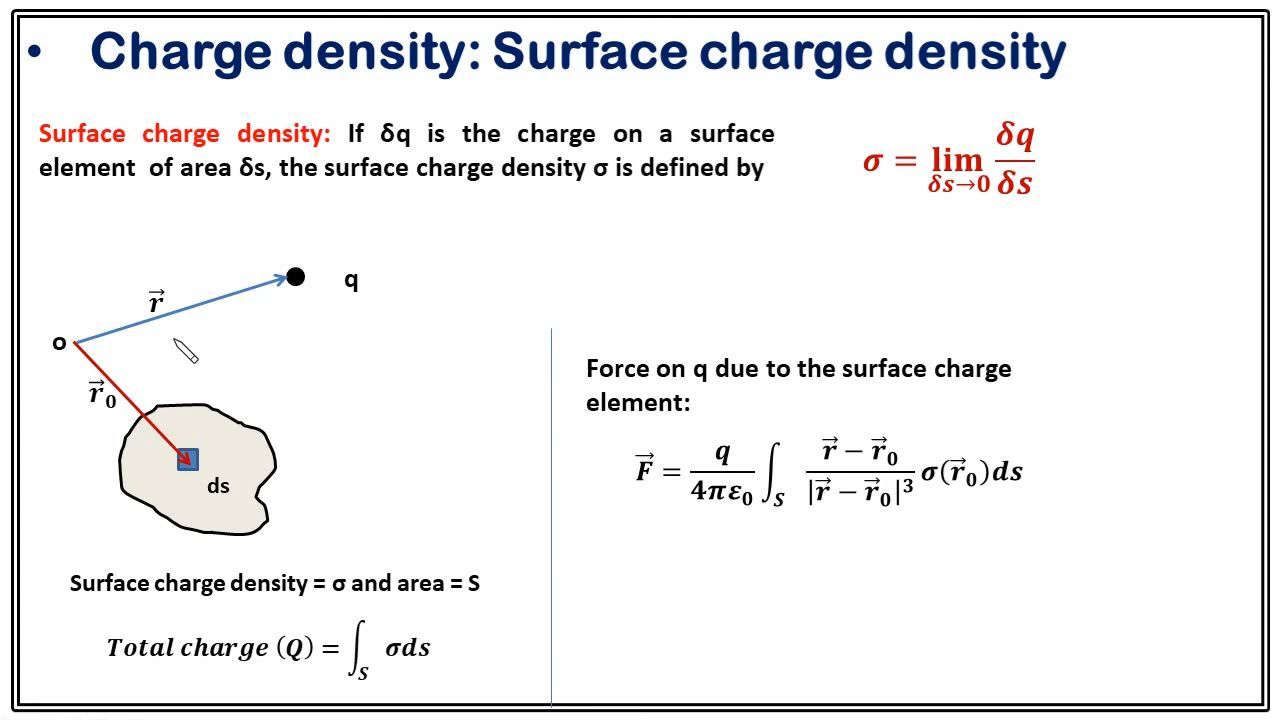 • Charge density: Surface charge density
Surface charge density: If δq is the charge on a surface
element of area δs, the surface charge density σ is defined by
σ = lim_{δs→0} δq/δs
q
r⃗
o
r⃗₀
ds
Surface charge density = σ and area = S
Total charge (Q) = ∫_S σds
Force on q due to the surface charge
element:
F⃗ = q/4πε₀ ∫_S (r⃗ − r⃗₀)/|r⃗ − r⃗₀|³ σ(r⃗₀)ds